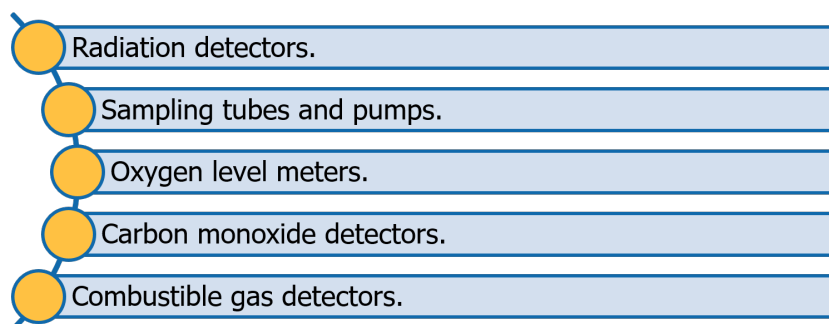 Radiation detectors.
Sampling tubes and pumps.
Oxygen level meters.
Carbon monoxide detectors.
Combustible gas detectors.